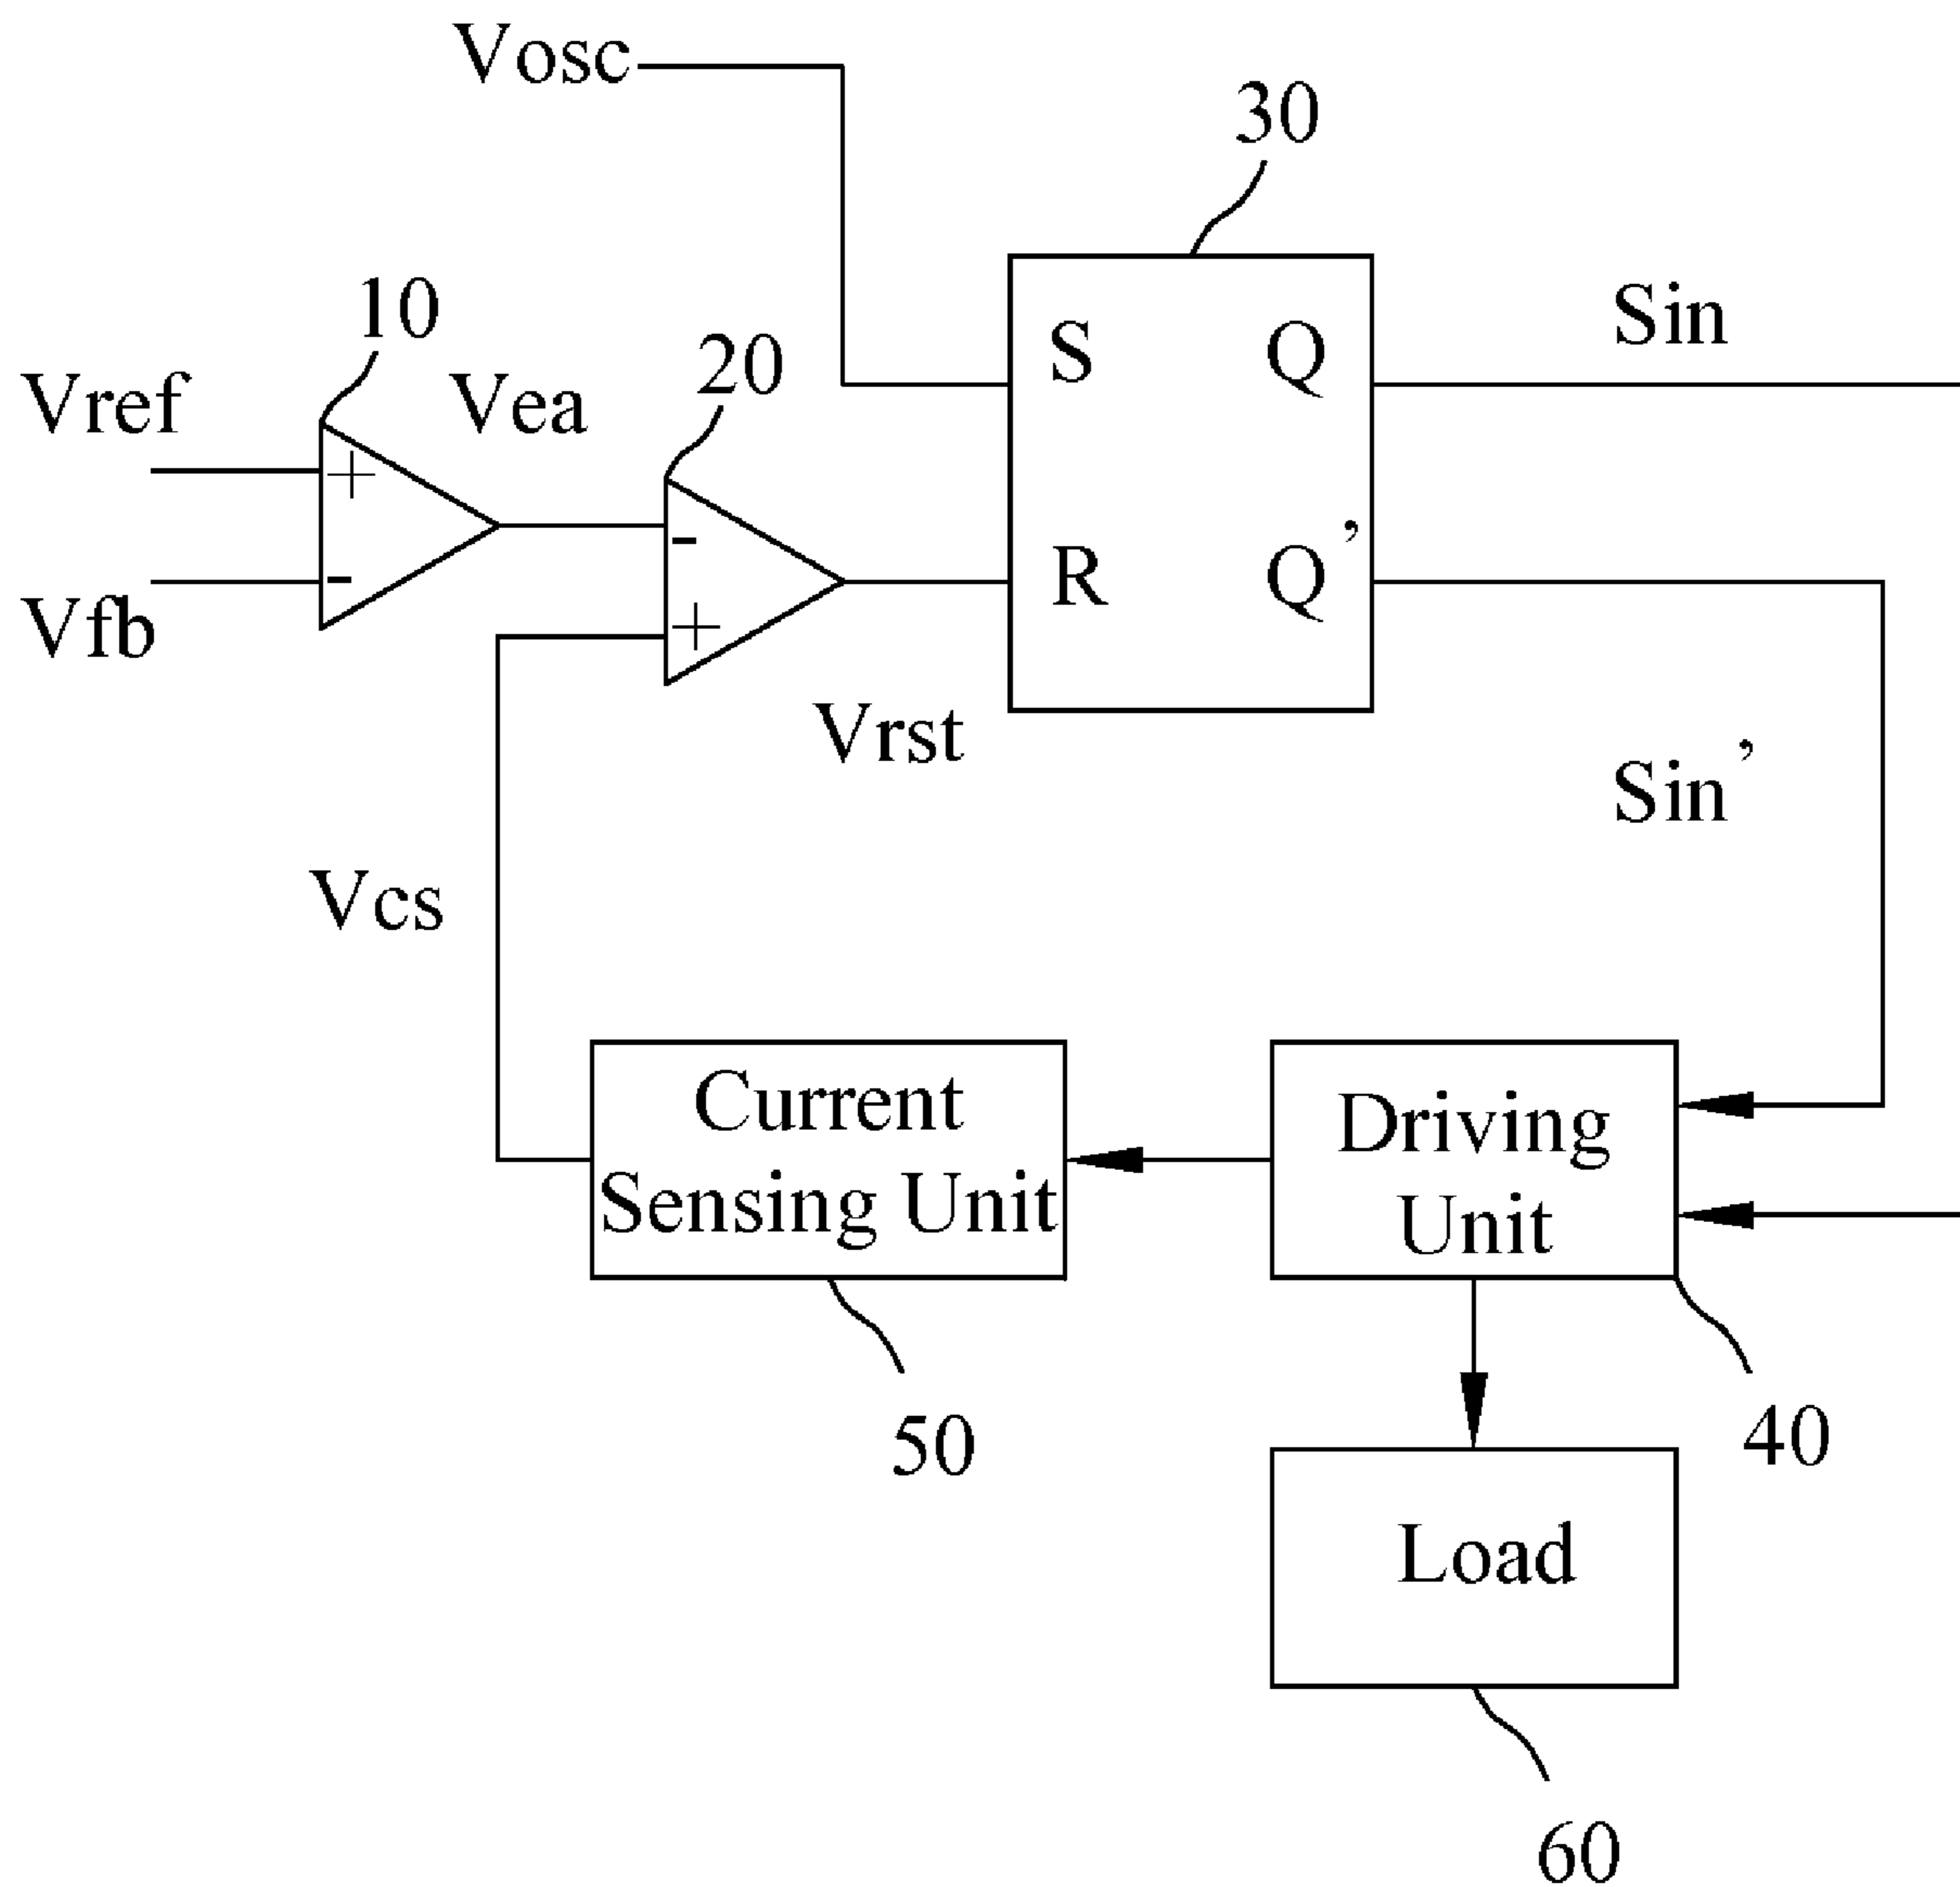 Vosc
30
10
20
Vref
Vea
S
Q
Sin
+
-
-
Vfb
R
Q’
+
Vrst
Sin’
Vcs
Current
Sensing Unit
Driving
Unit
50
40
Load
60